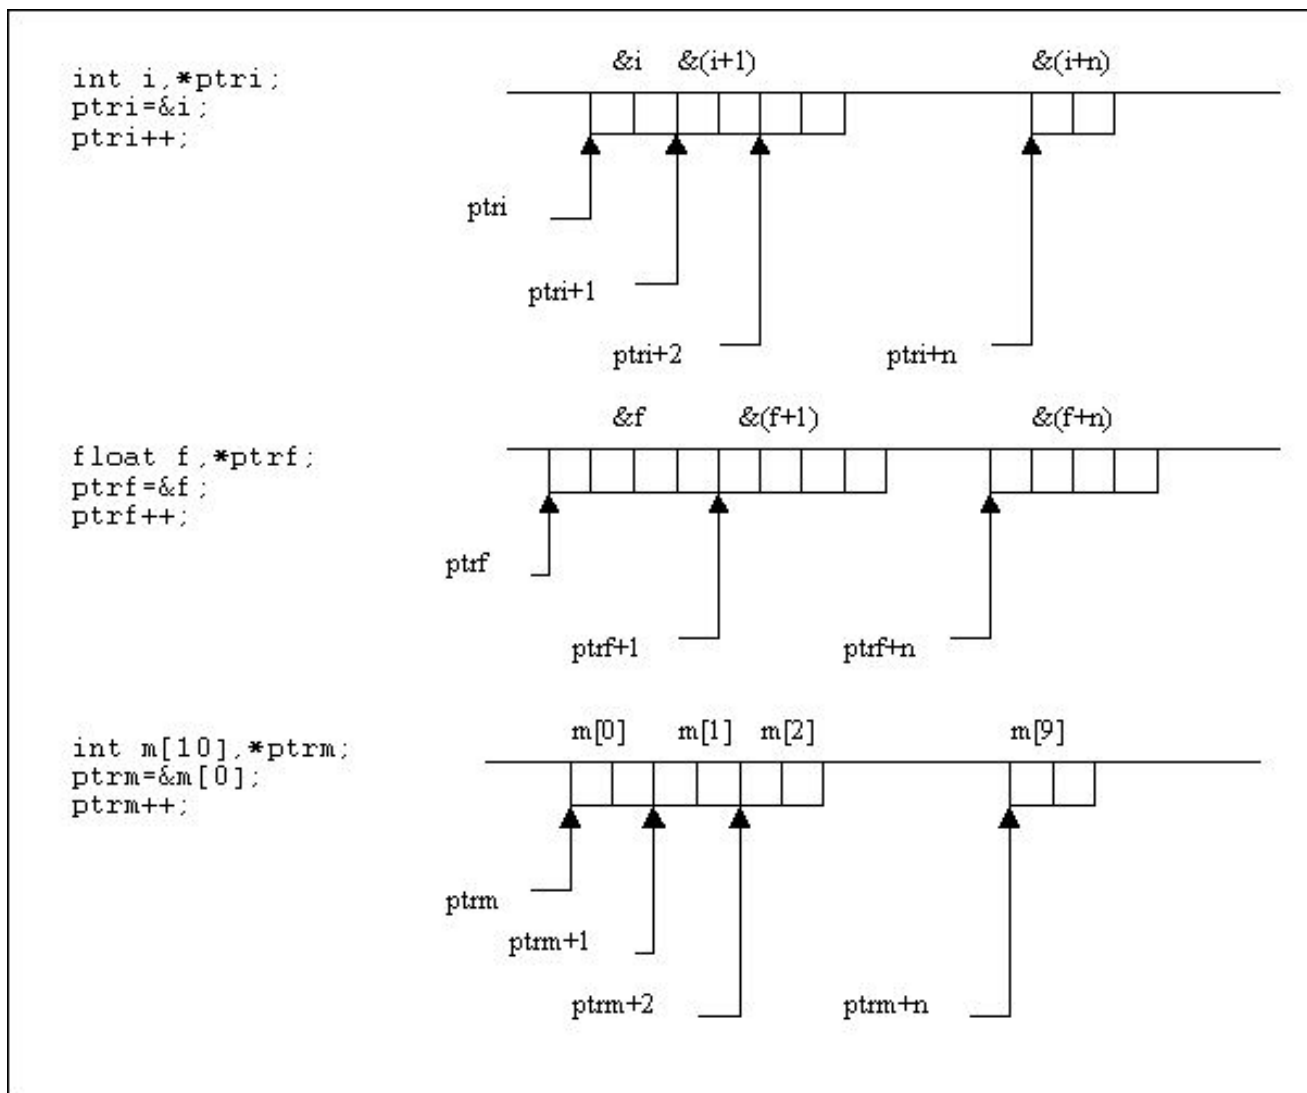 int i,*ptri;
ptri=&i;
ptri++;
&i &(i+1) &(i+n)
ptri
ptri+1
ptri+2 ptri+n
float f,*ptrf;
ptrf=&f;
ptrf++;
&f &(f+1) &(f+n)
ptrf
ptrf+1 ptrf+n
int m[10],*ptrm;
ptrm=&m[0];
ptrm++;
m[0] m[1] m[2] m[9]
ptrm
ptrm+1
ptrm+2 ptrm+n